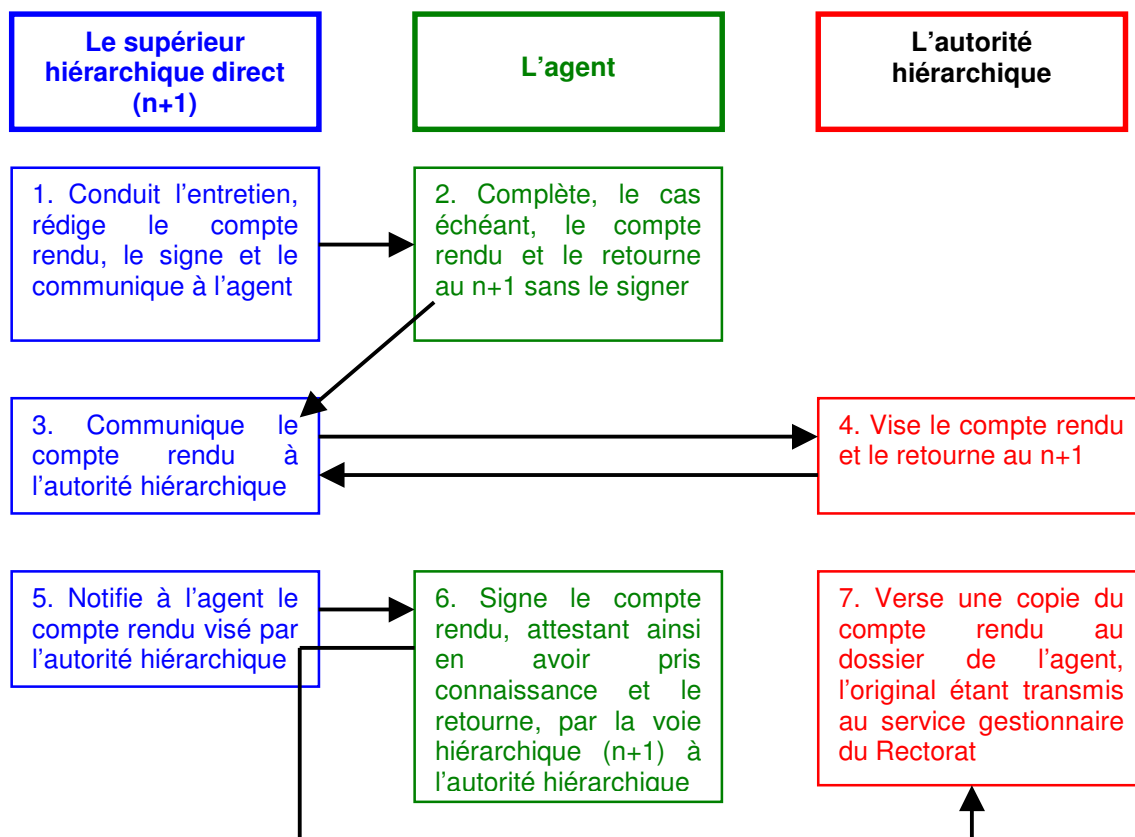 Le supérieur
hiérarchique direct
(n+1)
L’agent
L’autorité
hiérarchique
1. Conduit l’entretien,
rédige le compte
rendu, le signe et le
communique à l’agent
2. Complète, le cas
échéant, le compte
rendu et le retourne
au n+1 sans le signer
3. Communique le
compte rendu à
l’autorité hiérarchique
4. Vise le compte rendu
et le retourne au n+1
5. Notifie à l’agent le
compte rendu visé par
l’autorité hiérarchique
6. Signe le compte
rendu, attestant ainsi
en avoir pris
connaissance et le
retourne, par la voie
hiérarchique (n+1) à
l’autorité hiérarchique
7. Verse une copie du
compte rendu au
dossier de l’agent,
l’original étant transmis
au service gestionnaire
du Rectorat